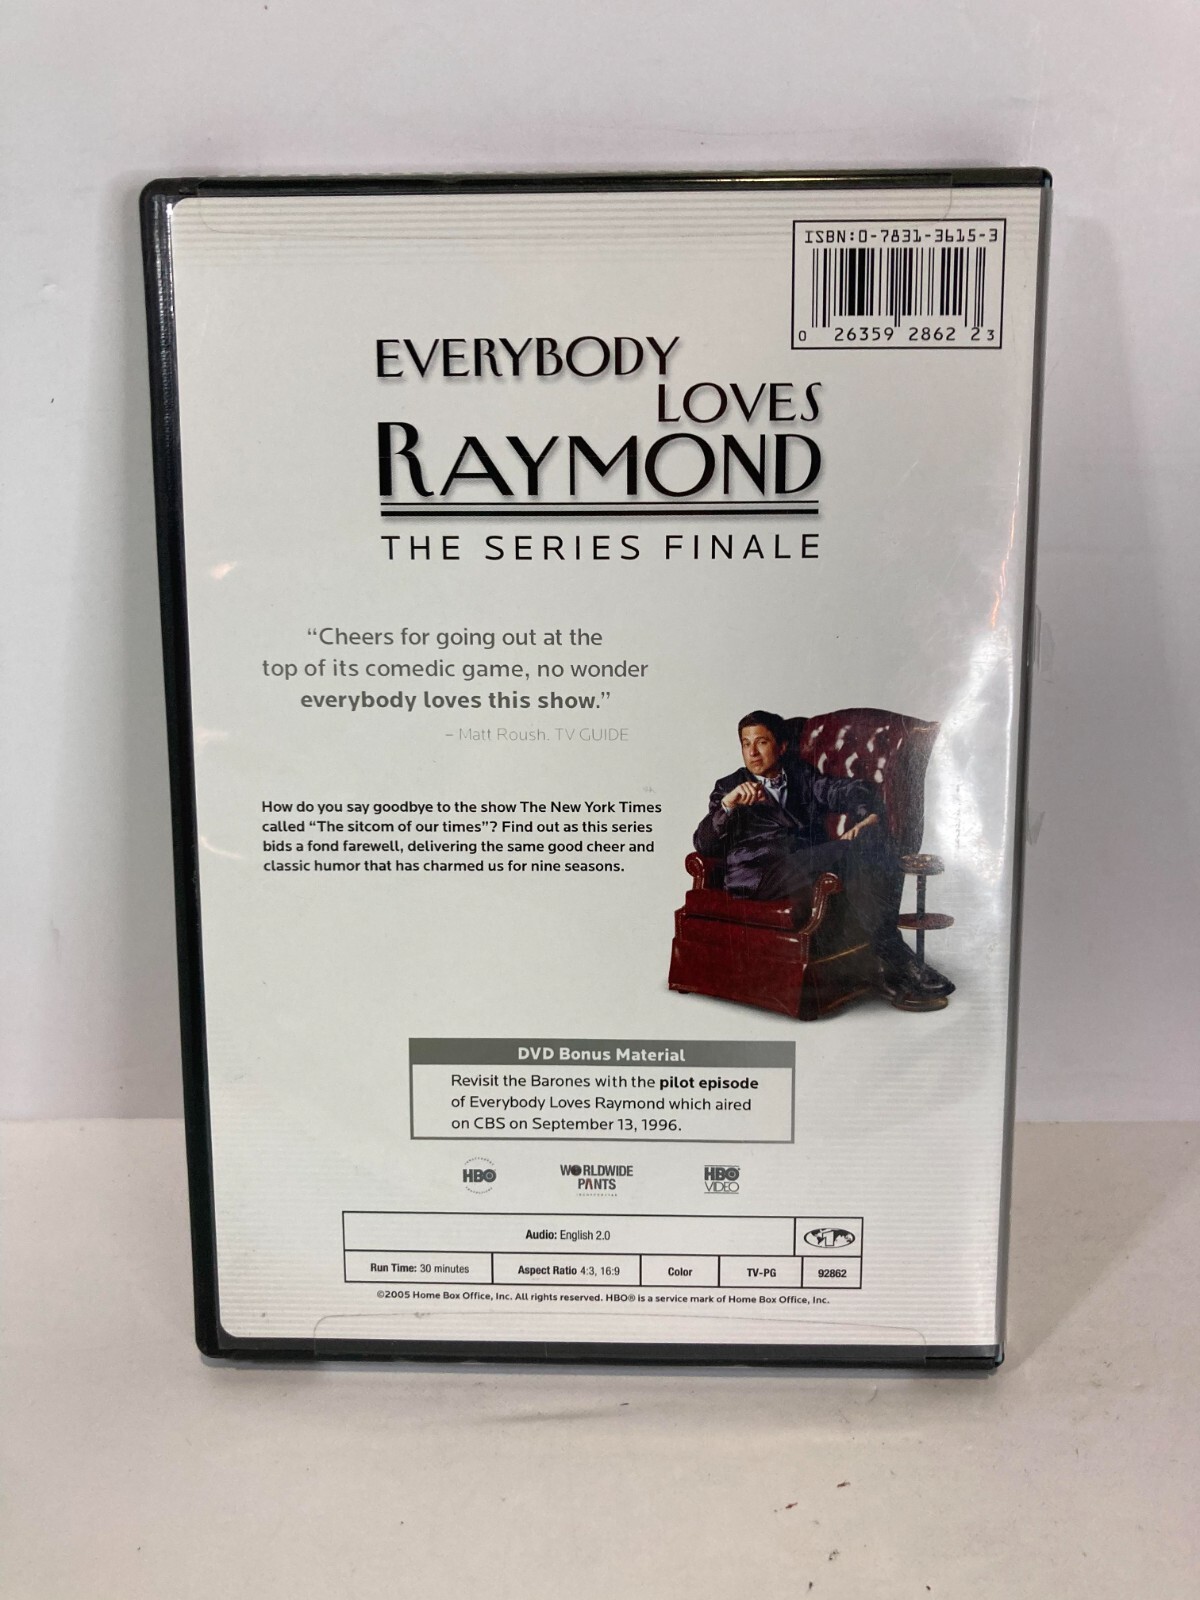 ISBN:0-7831-3615-3
0 26359 28622 3
EVERYBODY
LOVES
RAYMOND
THE SERIES FINALE
“Cheers for going out at the
top of its comedic game, no wonder
everybody loves this show.”
– Matt Roush, TV GUIDE
How do you say goodbye to the show The New York Times
called “The sitcom of our times”? Find out as this series
bids a fond farewell, delivering the same good cheer and
classic humor that has charmed us for nine seasons.
DVD Bonus Material
Revisit the Barones with the pilot episode
of Everybody Loves Raymond which aired
on CBS on September 13, 1996.
HBO
WORLDWIDE
PANTS
HBO
VIDEO
Audio: English 2.0
1
Run Time: 30 minutes
Aspect Ratio 4:3, 16:9
Color
TV-PG
92862
©2005 Home Box Office, Inc. All rights reserved. HBO® is a service mark of Home Box Office, Inc.